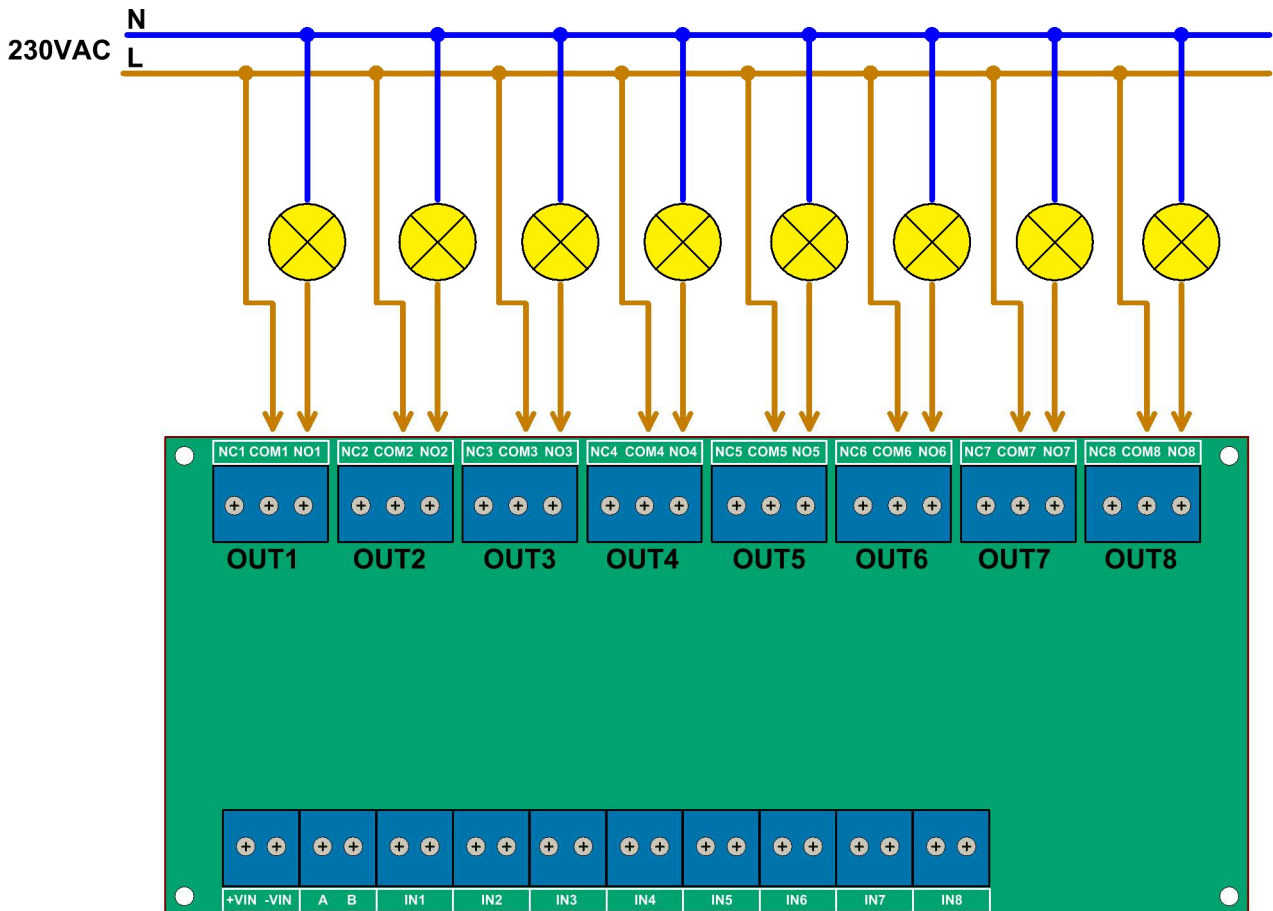 N
230VAC
L
NC1 COM1 NO1 NC2 COM2 NO2 NC3 COM3 NO3 NC4 COM4 NO4 NC5 COM5 NO5 NC6 COM6 NO6 NC7 COM7 NO7 NC8 COM8 NO8
OUT1 OUT2 OUT3 OUT4 OUT5 OUT6 OUT7 OUT8
+VIN -VIN A B IN1 IN2 IN3 IN4 IN5 IN6 IN7 IN8